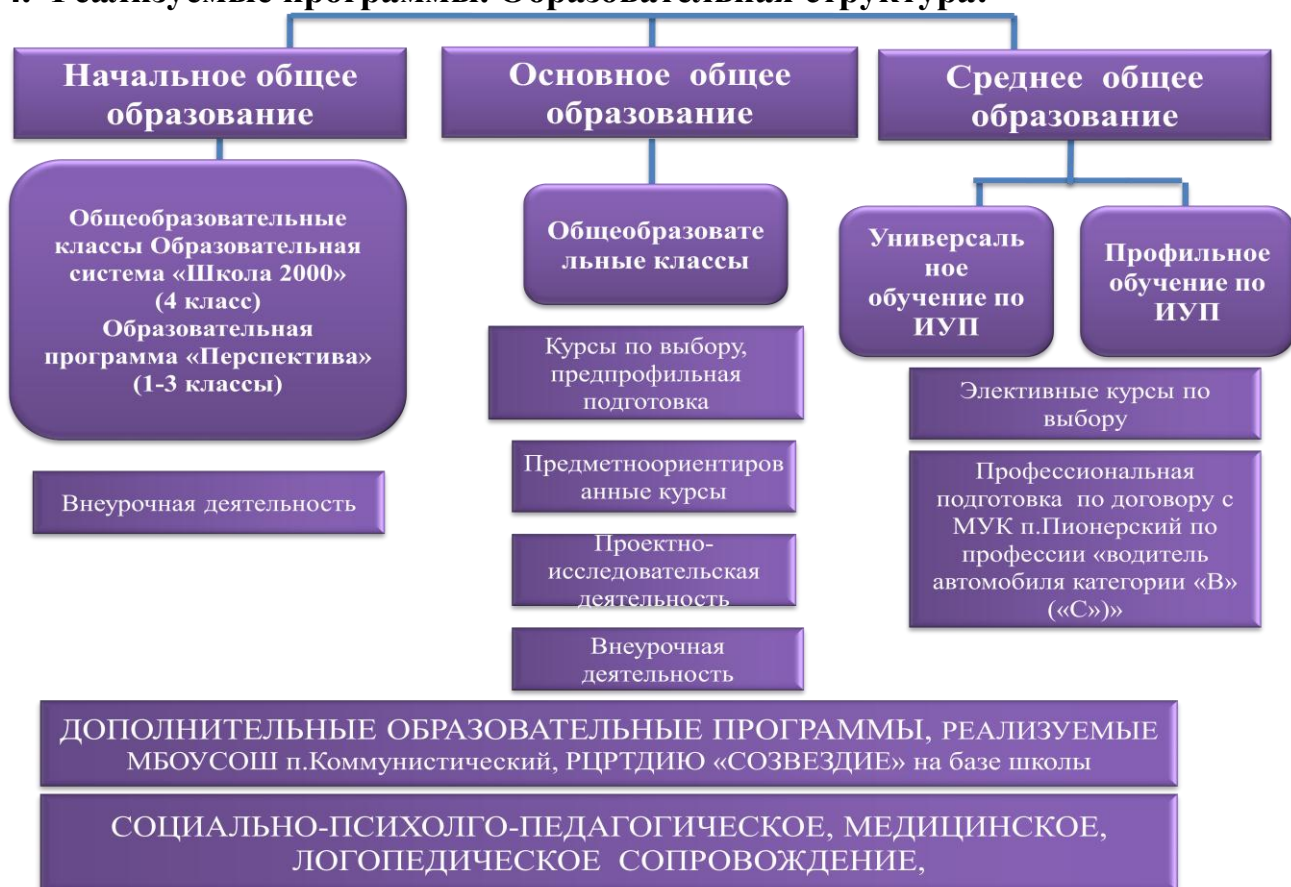 4. Реализуемые программы. Образовательная структура.
Начальное общее
образование
Основное общее
образование
Среднее общее
образование
Общеобразовательные
классы Образовательная
система «Школа 2000»
(4 класс)
Образовательная
программа «Перспектива»
(1-3 классы)
Внеурочная деятельность
Общеобразовате
льные классы
Курсы по выбору,
предпрофильная
подготовка
Предметноориентиров
анные курсы
Проектно-
исследовательская
деятельность
Внеурочная
деятельность
Универсаль
ное
обучение по
ИУП
Профильное
обучение по
ИУП
Элективные курсы по
выбору
Профессиональная
подготовка по договору с
МУК п.Пионерский по
профессии «водитель
автомобиля категории «В»
(«С»)»
ДОПОЛНИТЕЛЬНЫЕ ОБРАЗОВАТЕЛЬНЫЕ ПРОГРАММЫ, РЕАЛИЗУЕМЫЕ
МБОУСОШ п.Коммунистический, РЦРТДИЮ «СОЗВЕЗДИЕ» на базе школы
СОЦИАЛЬНО-ПСИХОЛГО-ПЕДАГОГИЧЕСКОЕ, МЕДИЦИНСКОЕ,
ЛОГОПЕДИЧЕСКОЕ СОПРОВОЖДЕНИЕ,